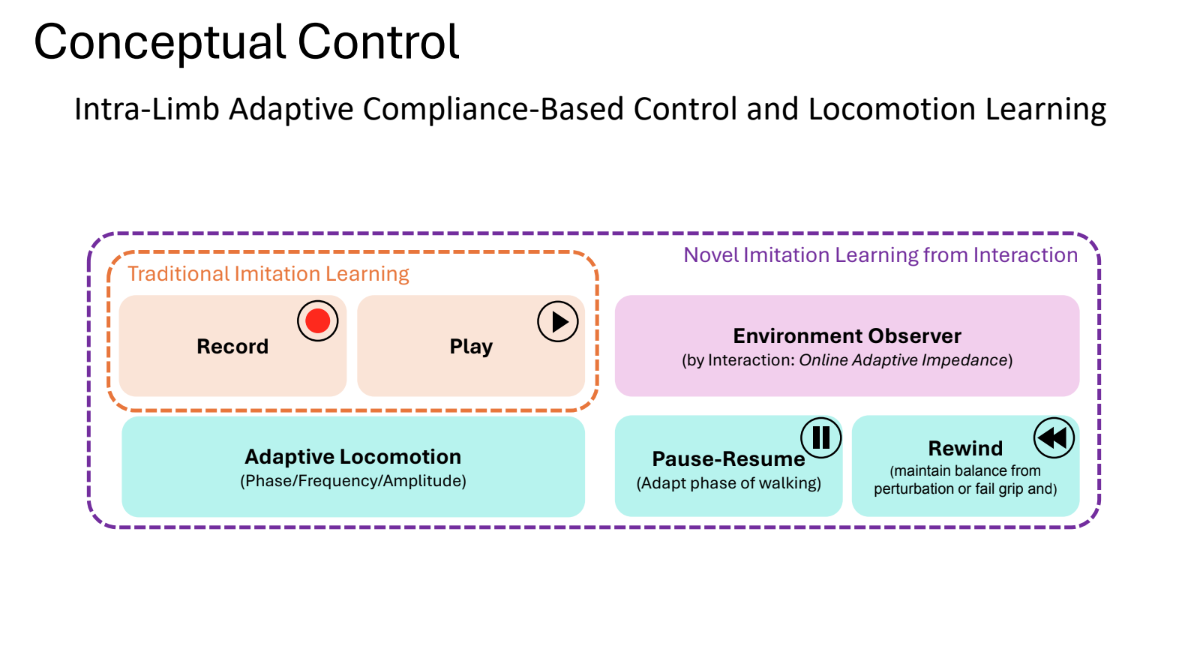 Conceptual Control
Intra-Limb Adaptive Compliance-Based Control and Locomotion Learning
Novel Imitation Learning from Interaction
Traditional Imitation Learning
Record
Play
Environment Observer
(by Interaction: Online Adaptive Impedance)
Adaptive Locomotion
(Phase/Frequency/Amplitude)
Pause-Resume
(Adapt phase of walking)
Rewind
(maintain balance from
perturbation or fail grip and)